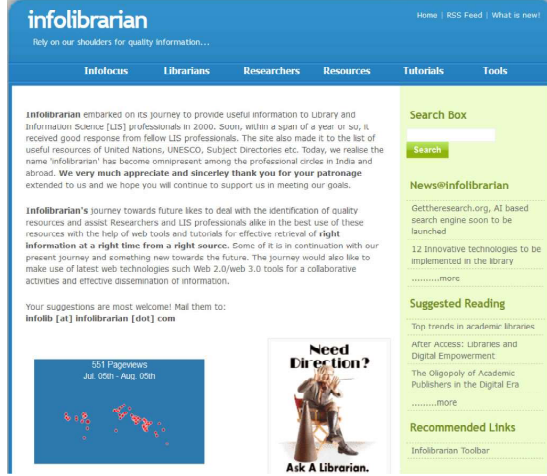 infolibrarian
Home | RSS Feed | What is new!
Rely on our shoulders for quality information...
Infofocus Librarians Researchers Resources Tutorials Tools
Infolibrarian embarked on its journey to provide useful information to Library and
Information Science [LIS] professionals in 2000. Soon, within a span of a year or so, it
received good response from fellow LIS professionals. The site also made it to the list of
useful resources of United Nations, UNESCO, Subject Directories etc. Today, we realise the
name 'infolibrarian' has become omnipresent among the professional circles in India and
abroad. We very much appreciate and sincerley thank you for your patronage
extended to us and we hope you will continue to support us in meeting our goals.
Infolibrarian's journey towards future likes to deal with the identification of quality
resources and assist Researchers and LIS professionals alike in the best use of these
resources with the help of web tools and tutorials for effective retrieval of right
information at a right time from a right source. Some of it is in continuation with our
present journey and something new towards the future. The journey would also like to
make use of latest web technologies such Web 2.0/web 3.0 tools for a collaborative
activities and effective dissemination of information.
Your suggestions are most welcome! Mail them to:
infolib [at] infolibrarian [dot] com
551 Pageviews
Jul. 05th - Aug. 05th
Need
Direction?
Ask A Librarian.
Search Box
Search
News@infolibrarian
Gettheresearch.org, AI based
search engine soon to be
launched
12 Innovative technologies to be
implemented in the library
..........more
Suggested Reading
Top trends in academic libraries
After Access: Libraries and
Digital Empowerment
The Oligopoly of Academic
Publishers in the Digital Era
.........more
Recommended Links
Infolibrarian Toolbar